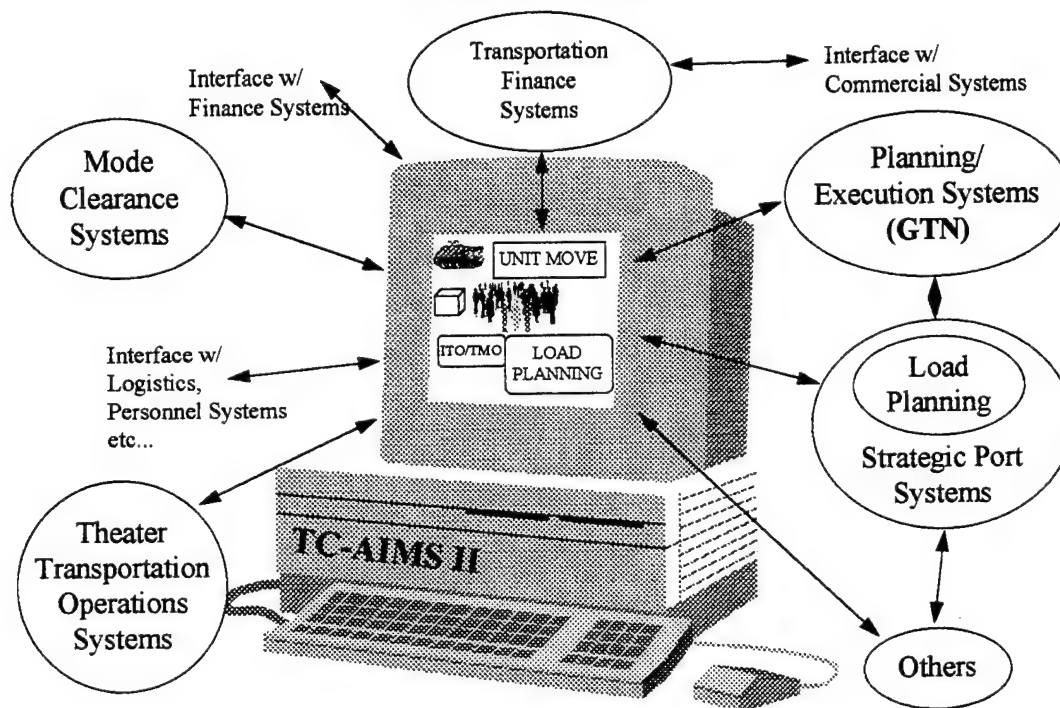 Transportation
Finance
Systems
Interface w/
Commercial Systems
Interface w/
Finance Systems
Mode
Clearance
Systems
Planning/
Execution Systems
(GTN)
UNIT MOVE
ITO/TMO
LOAD
PLANNING
Interface w/
Logistics,
Personnel Systems
etc...
Load
Planning
Strategic Port
Systems
Theater
Transportation
Operations
Systems
TC-AIMS II
Others